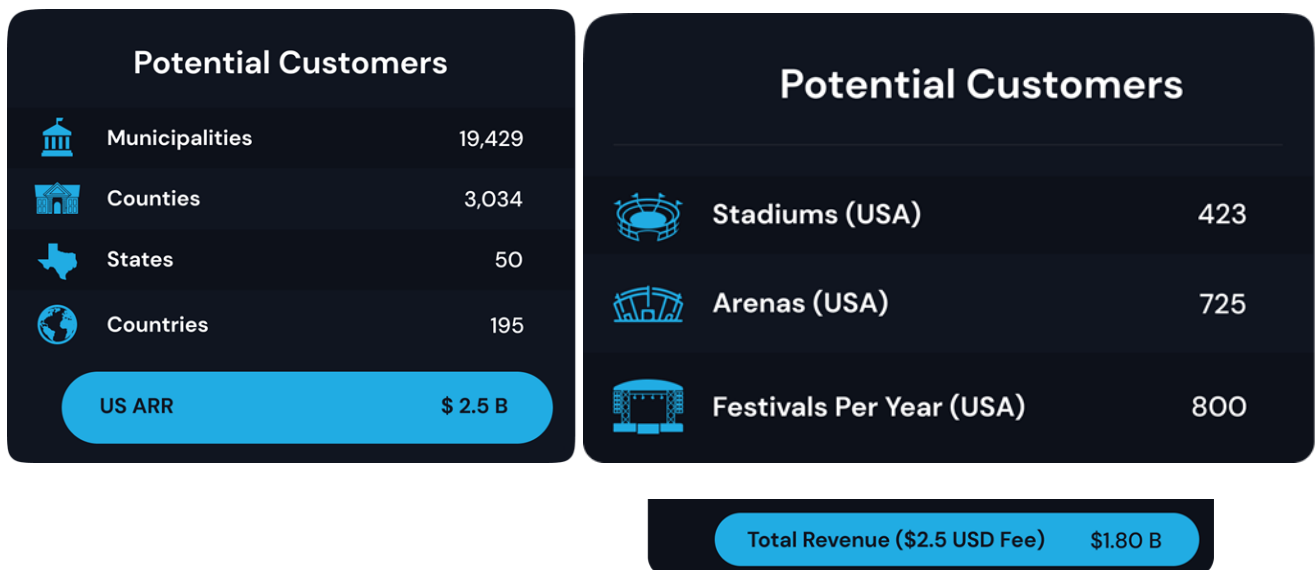 Potential Customers
Municipalities 19,429
Counties 3,034
States 50
Countries 195
US ARR $ 2.5 B
Potential Customers
Stadiums (USA) 423
Arenas (USA) 725
Festivals Per Year (USA) 800
Total Revenue ($2.5 USD Fee) $1.80 B